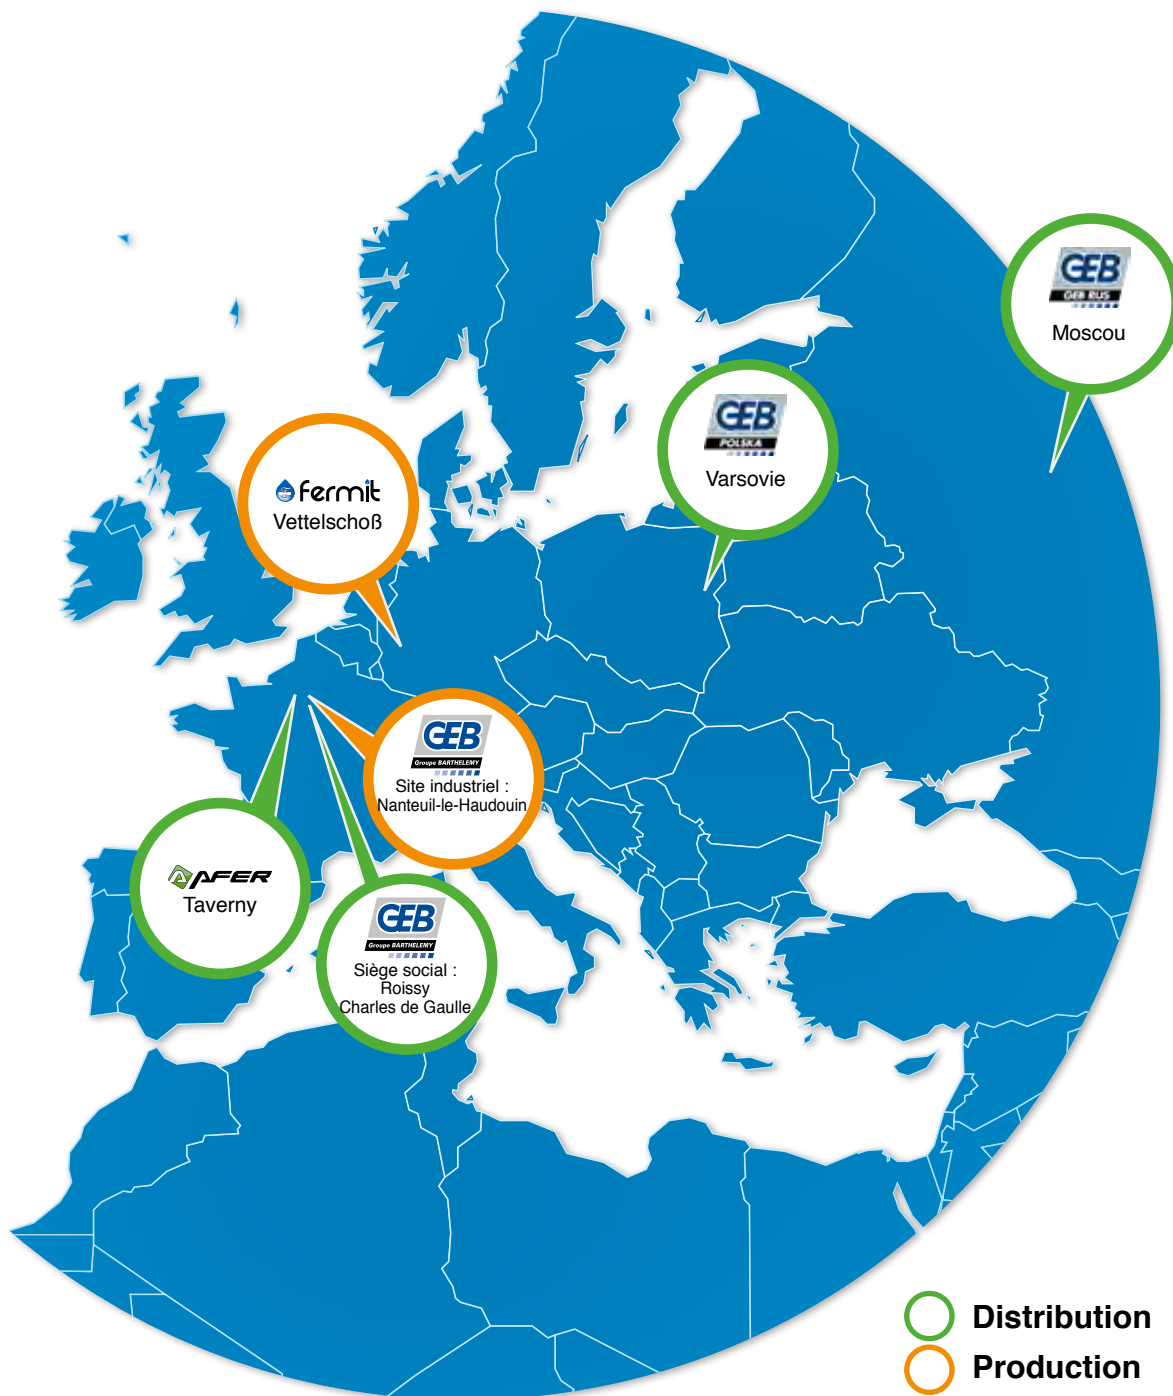 GEB
GEB RUS
Moscou
GEB
POLSKA
Varsovie
fermit
Vettelschoß
GEB
Groupe BARTHELEMY
Site industriel :
Nanteuil-le-Haudouin
AFER
Taverny
GEB
Groupe BARTHELEMY
Siège social :
Roissy
Charles de Gaulle
Distribution
Production